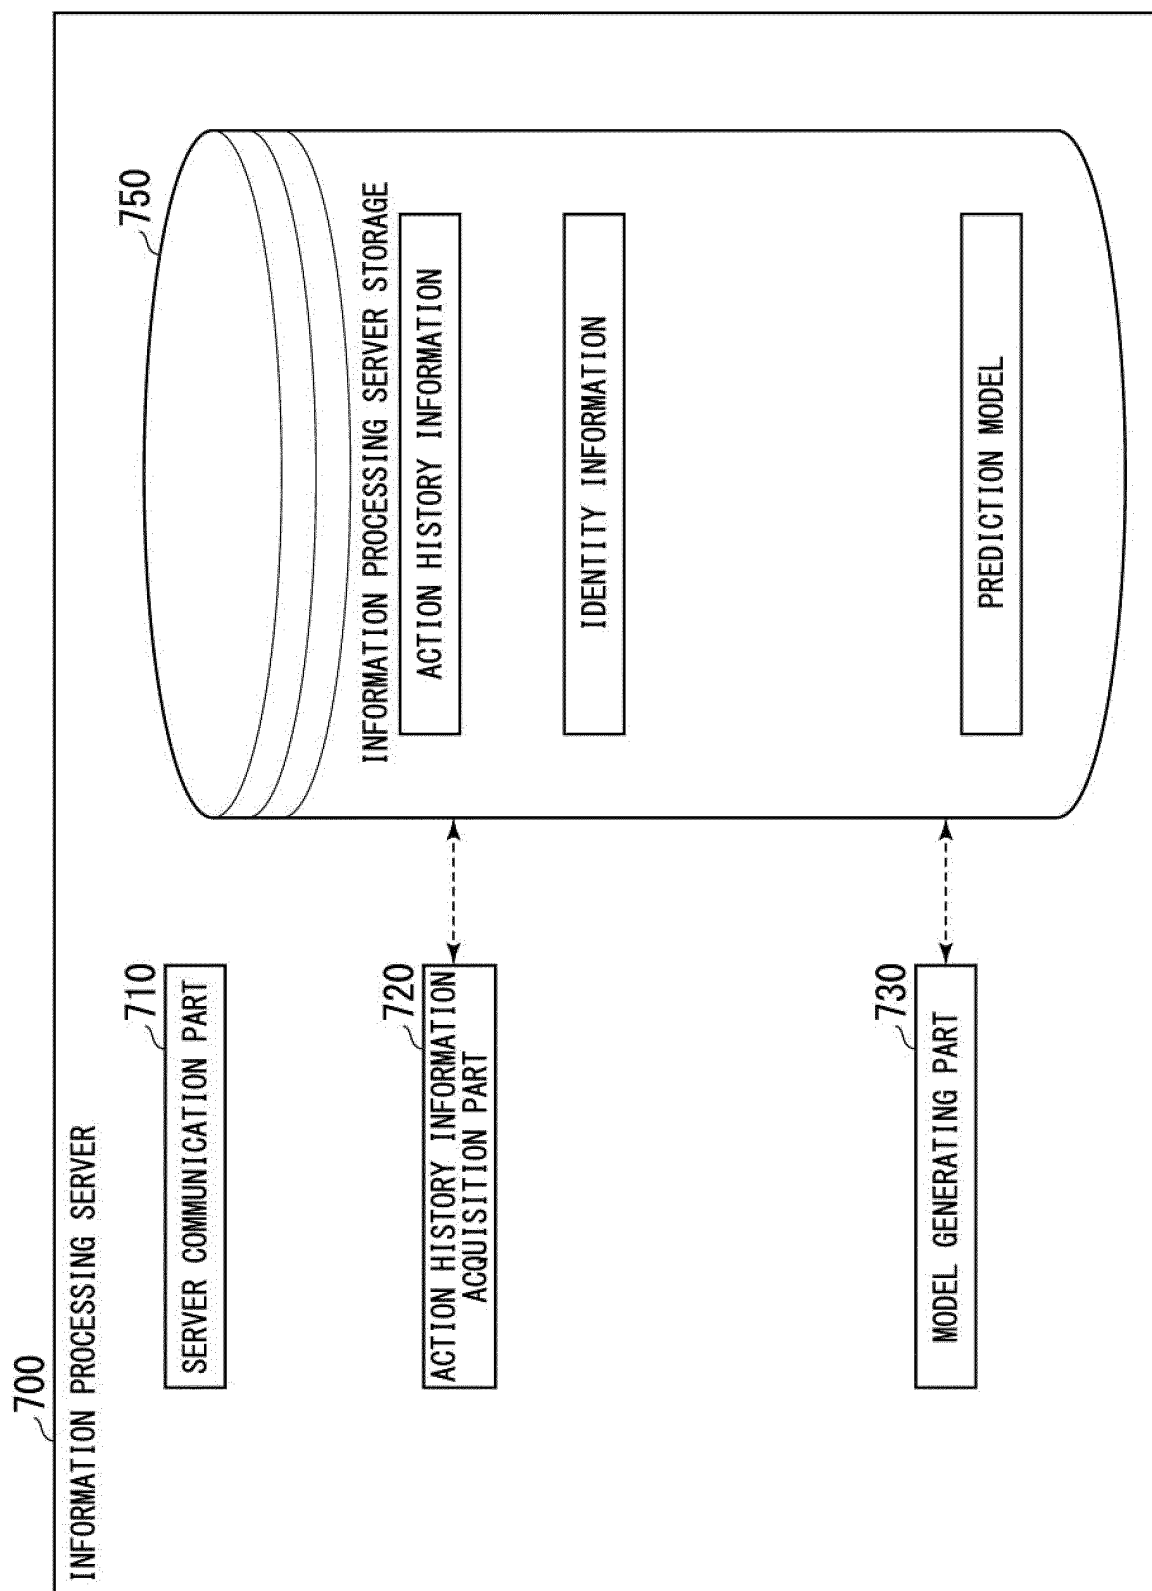 700
INFORMATION PROCESSING SERVER
710
SERVER COMMUNICATION PART
720
ACTION HISTORY INFORMATION
ACQUISITION PART
730
MODEL GENERATING PART
750
INFORMATION PROCESSING SERVER STORAGE
ACTION HISTORY INFORMATION
IDENTITY INFORMATION
PREDICTION MODEL